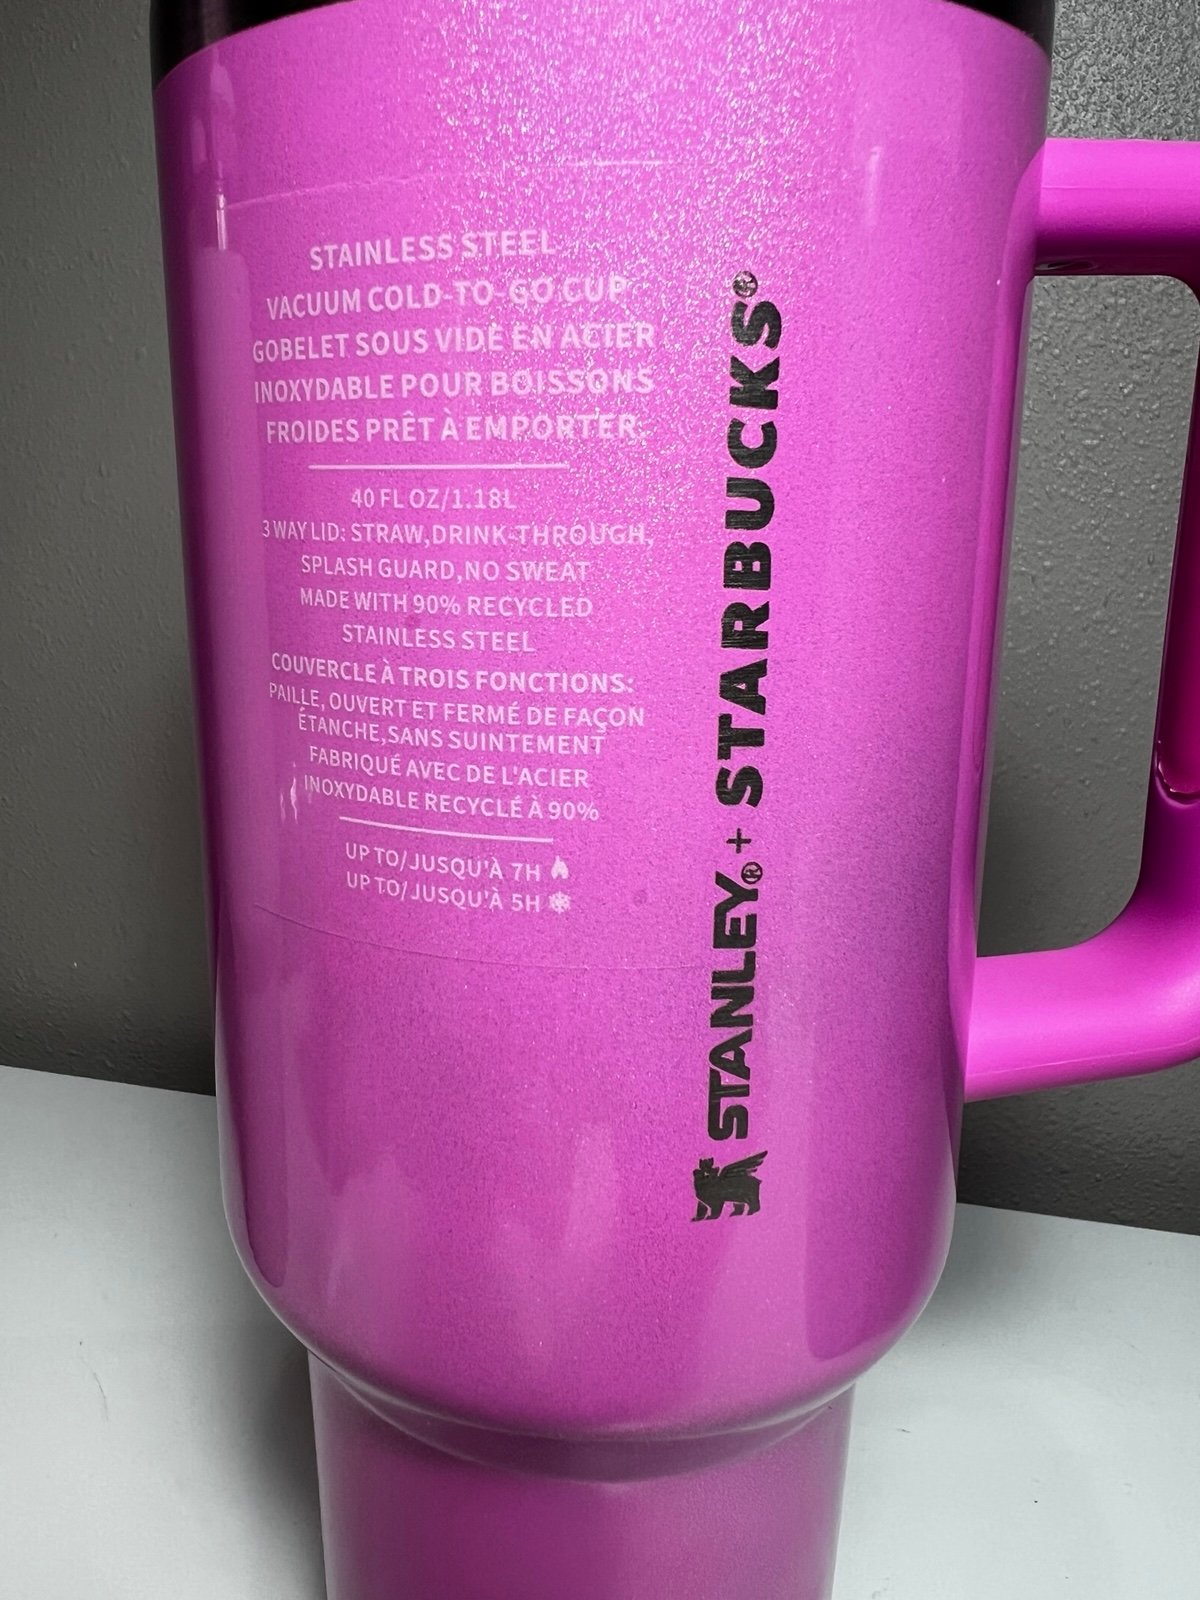 STAINLESS STEEL
VACUUM COLD-TO-GO CUP
GOBELET SOUS VIDE EN ACIER
INOXYDABLE POUR BOISSONS
FROIDES PRÊT À EMPORTER
40 FL OZ/1.18L
3 WAY LID: STRAW,DRINK-THROUGH,
SPLASH GUARD,NO SWEAT
MADE WITH 90% RECYCLED
STAINLESS STEEL
COUVERCLE À TROIS FONCTIONS:
PAILLE, OUVERT ET FERMÉ DE FAÇON
ÉTANCHE,SANS SUINTEMENT
FABRIQUÉ AVEC DE L'ACIER
INOXYDABLE RECYCLÉ À 90%
UP TO/JUSQU'À 7H
UP TO/JUSQU'À 5H
STANLEY® + STARBUCKS®